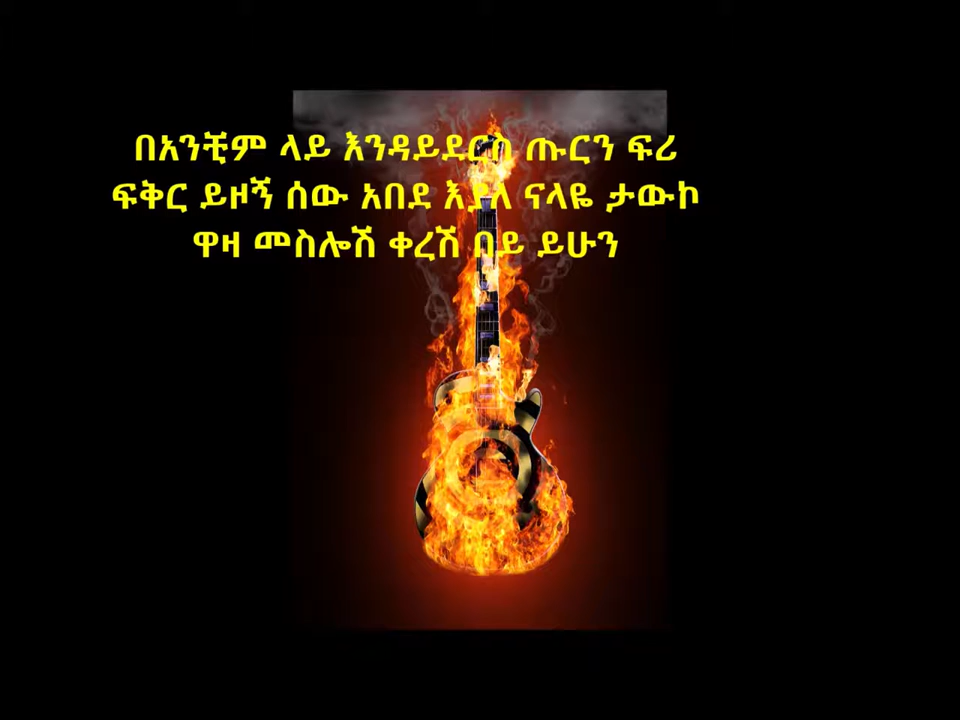 በአንቺም ላይ እንዳይደርስ ጡርን ፍሪ
ፍቅር ይዞኝ ሰው አበደ እያለ ናላዬ ታውኮ
ዋዛ መስሎሽ ቀረሽ በይ ይሁን